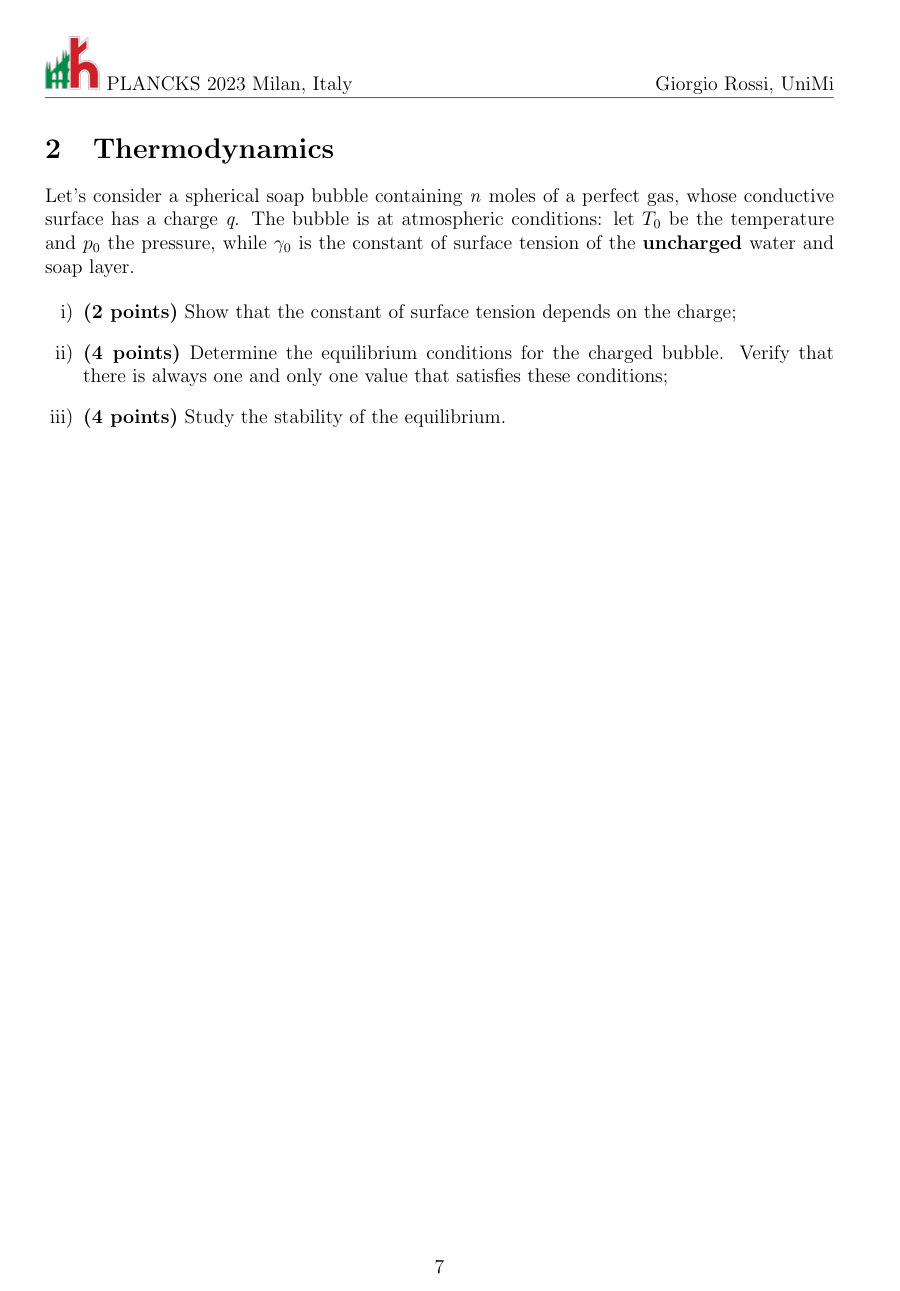 PLANCKS 2023 Milan, Italy Giorgio Rossi, UniMi
2 Thermodynamics
Let's consider a spherical soap bubble containing n moles of a perfect gas, whose conductive
surface has a charge q. The bubble is at atmospheric conditions: let T₀ be the temperature
and p₀ the pressure, while γ₀ is the constant of surface tension of the uncharged water and
soap layer.
i) (2 points) Show that the constant of surface tension depends on the charge;
ii) (4 points) Determine the equilibrium conditions for the charged bubble. Verify that
there is always one and only one value that satisfies these conditions;
iii) (4 points) Study the stability of the equilibrium.
7